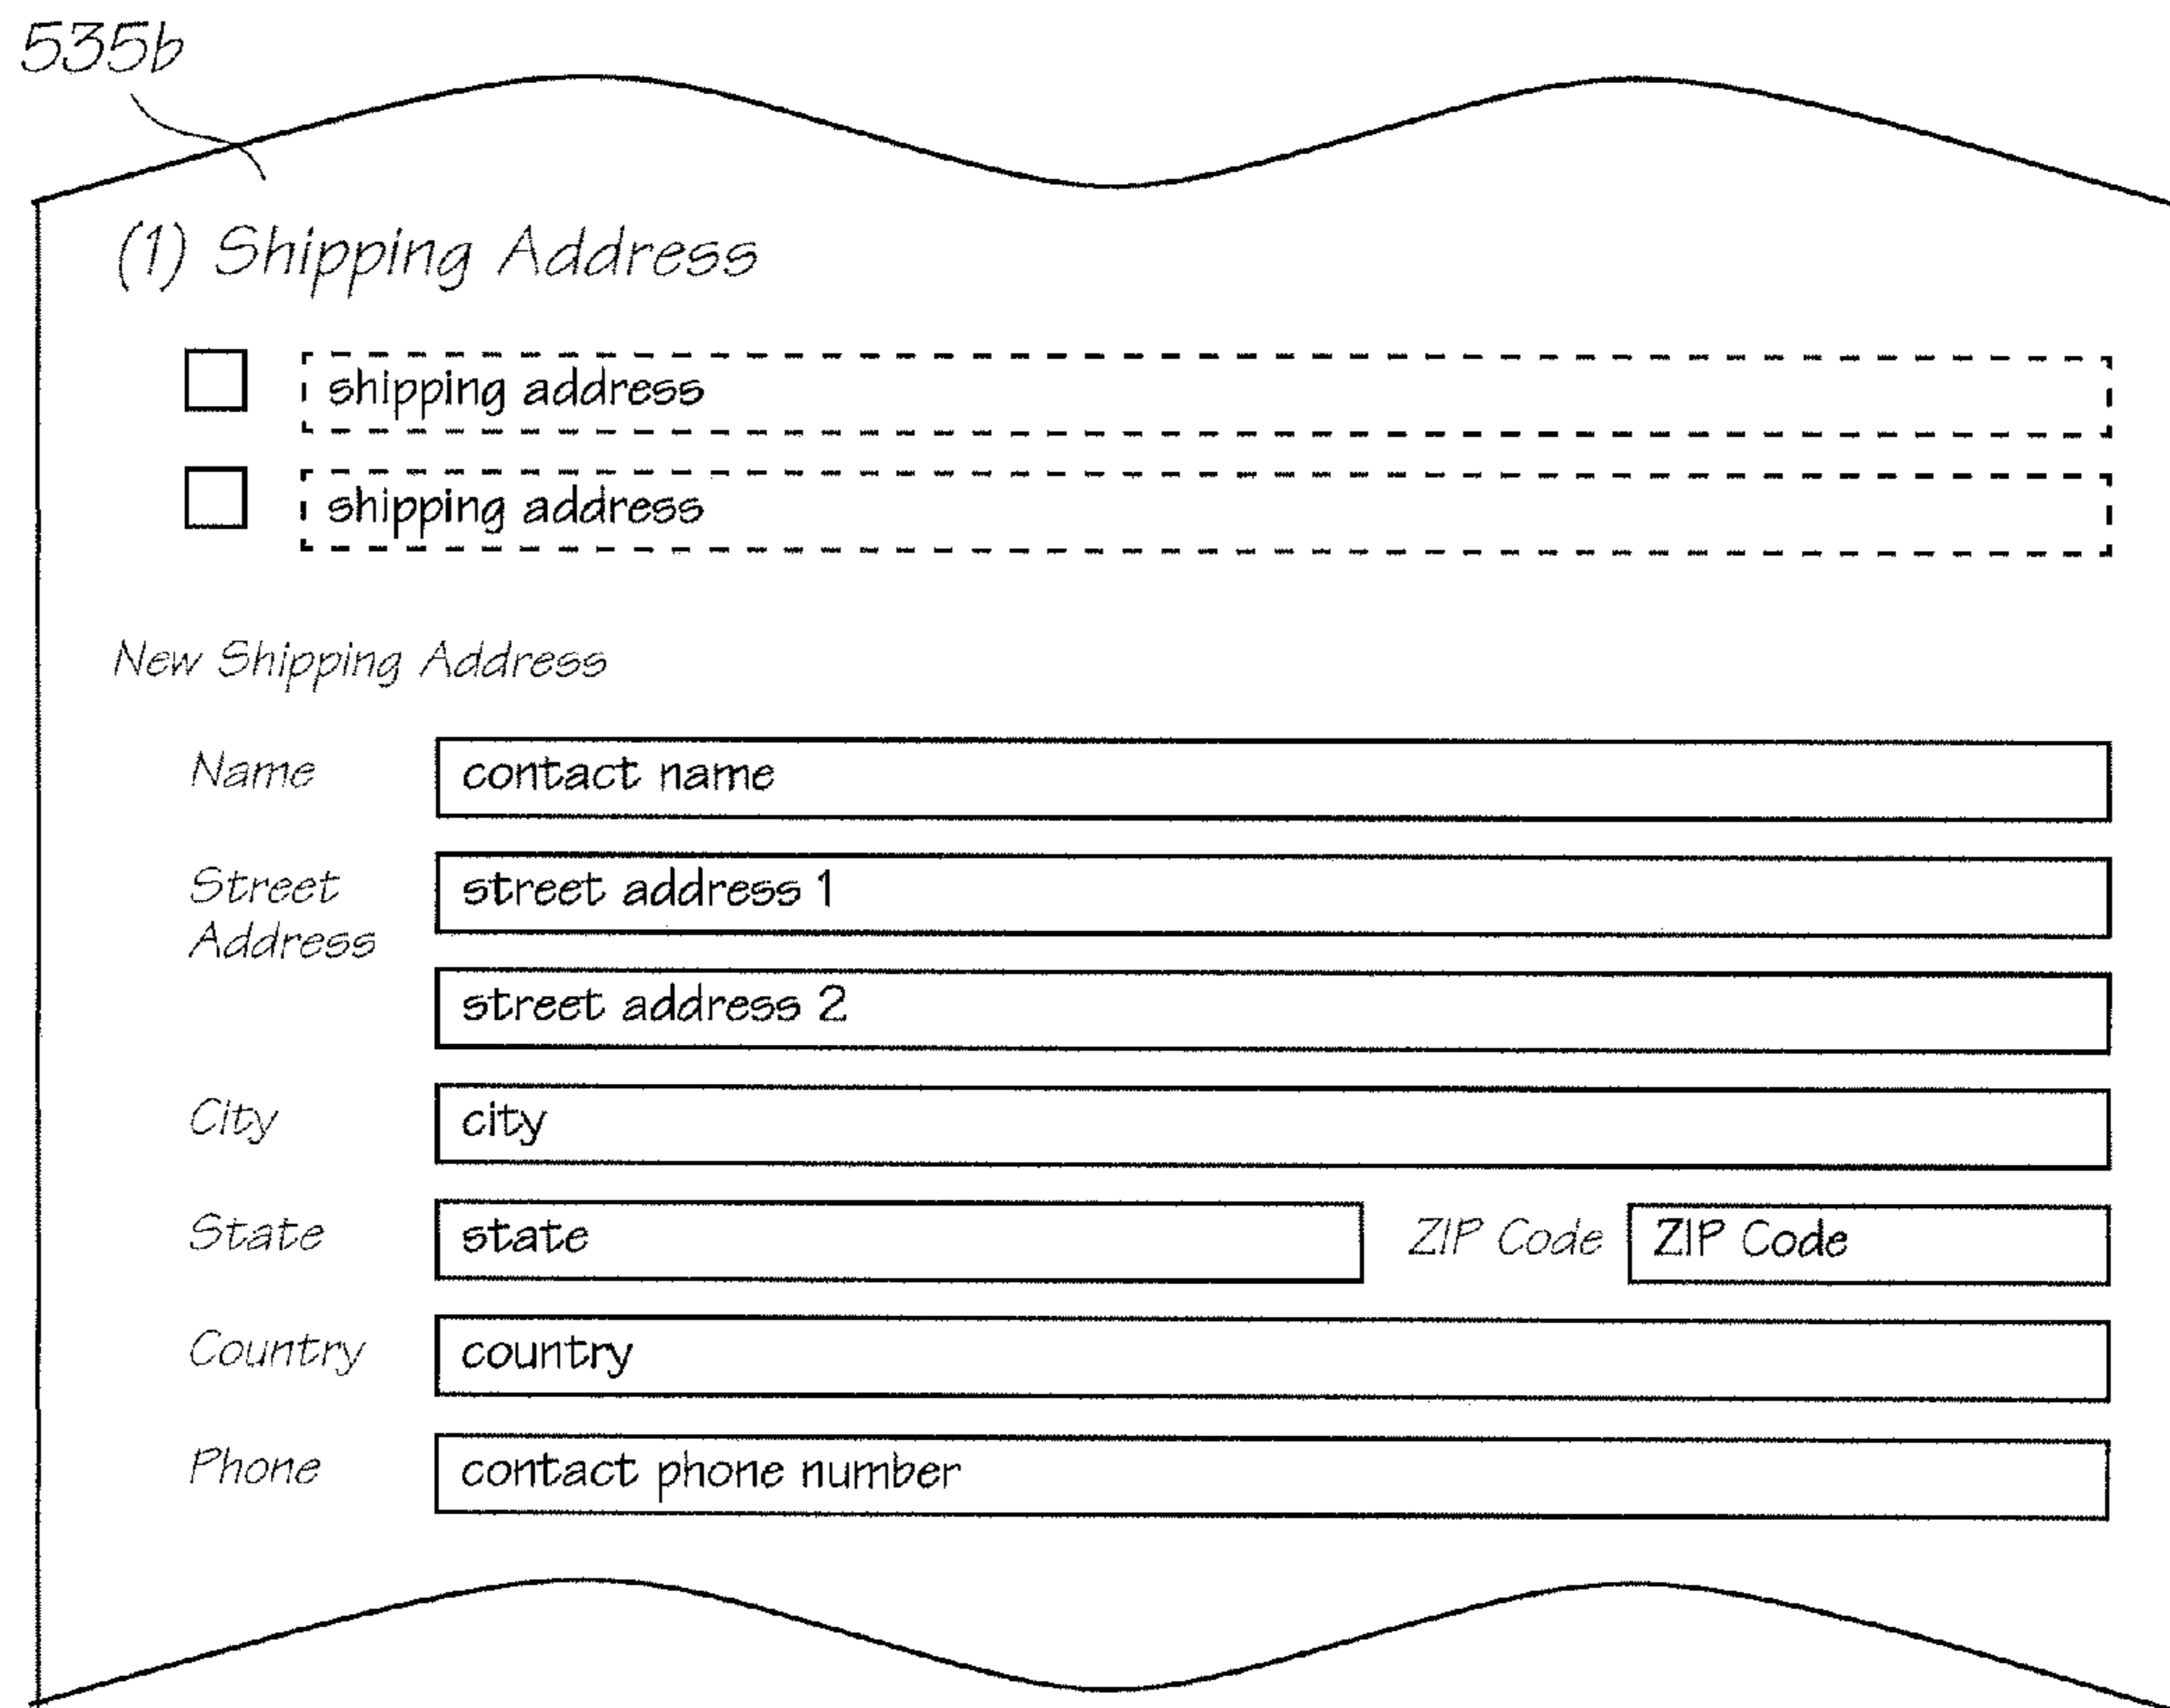 535b
(1) Shipping Address
shipping address
shipping address
New Shipping Address
Name contact name
Street street address 1
Address
street address 2
City city
State state ZIP Code ZIP Code
Country country
Phone contact phone number